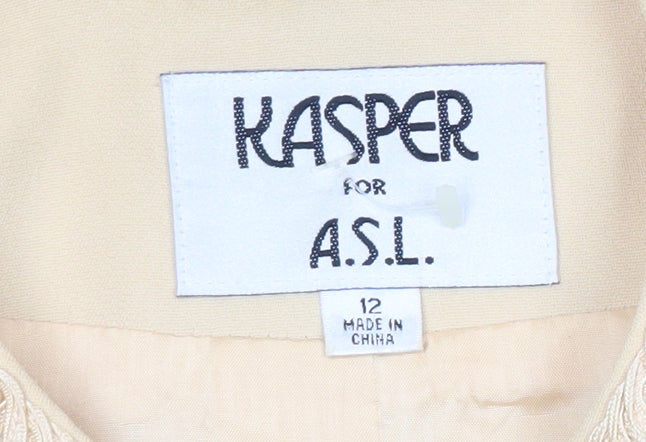 KASPER
FOR
A.S.L.
12
MADE IN
CHINA